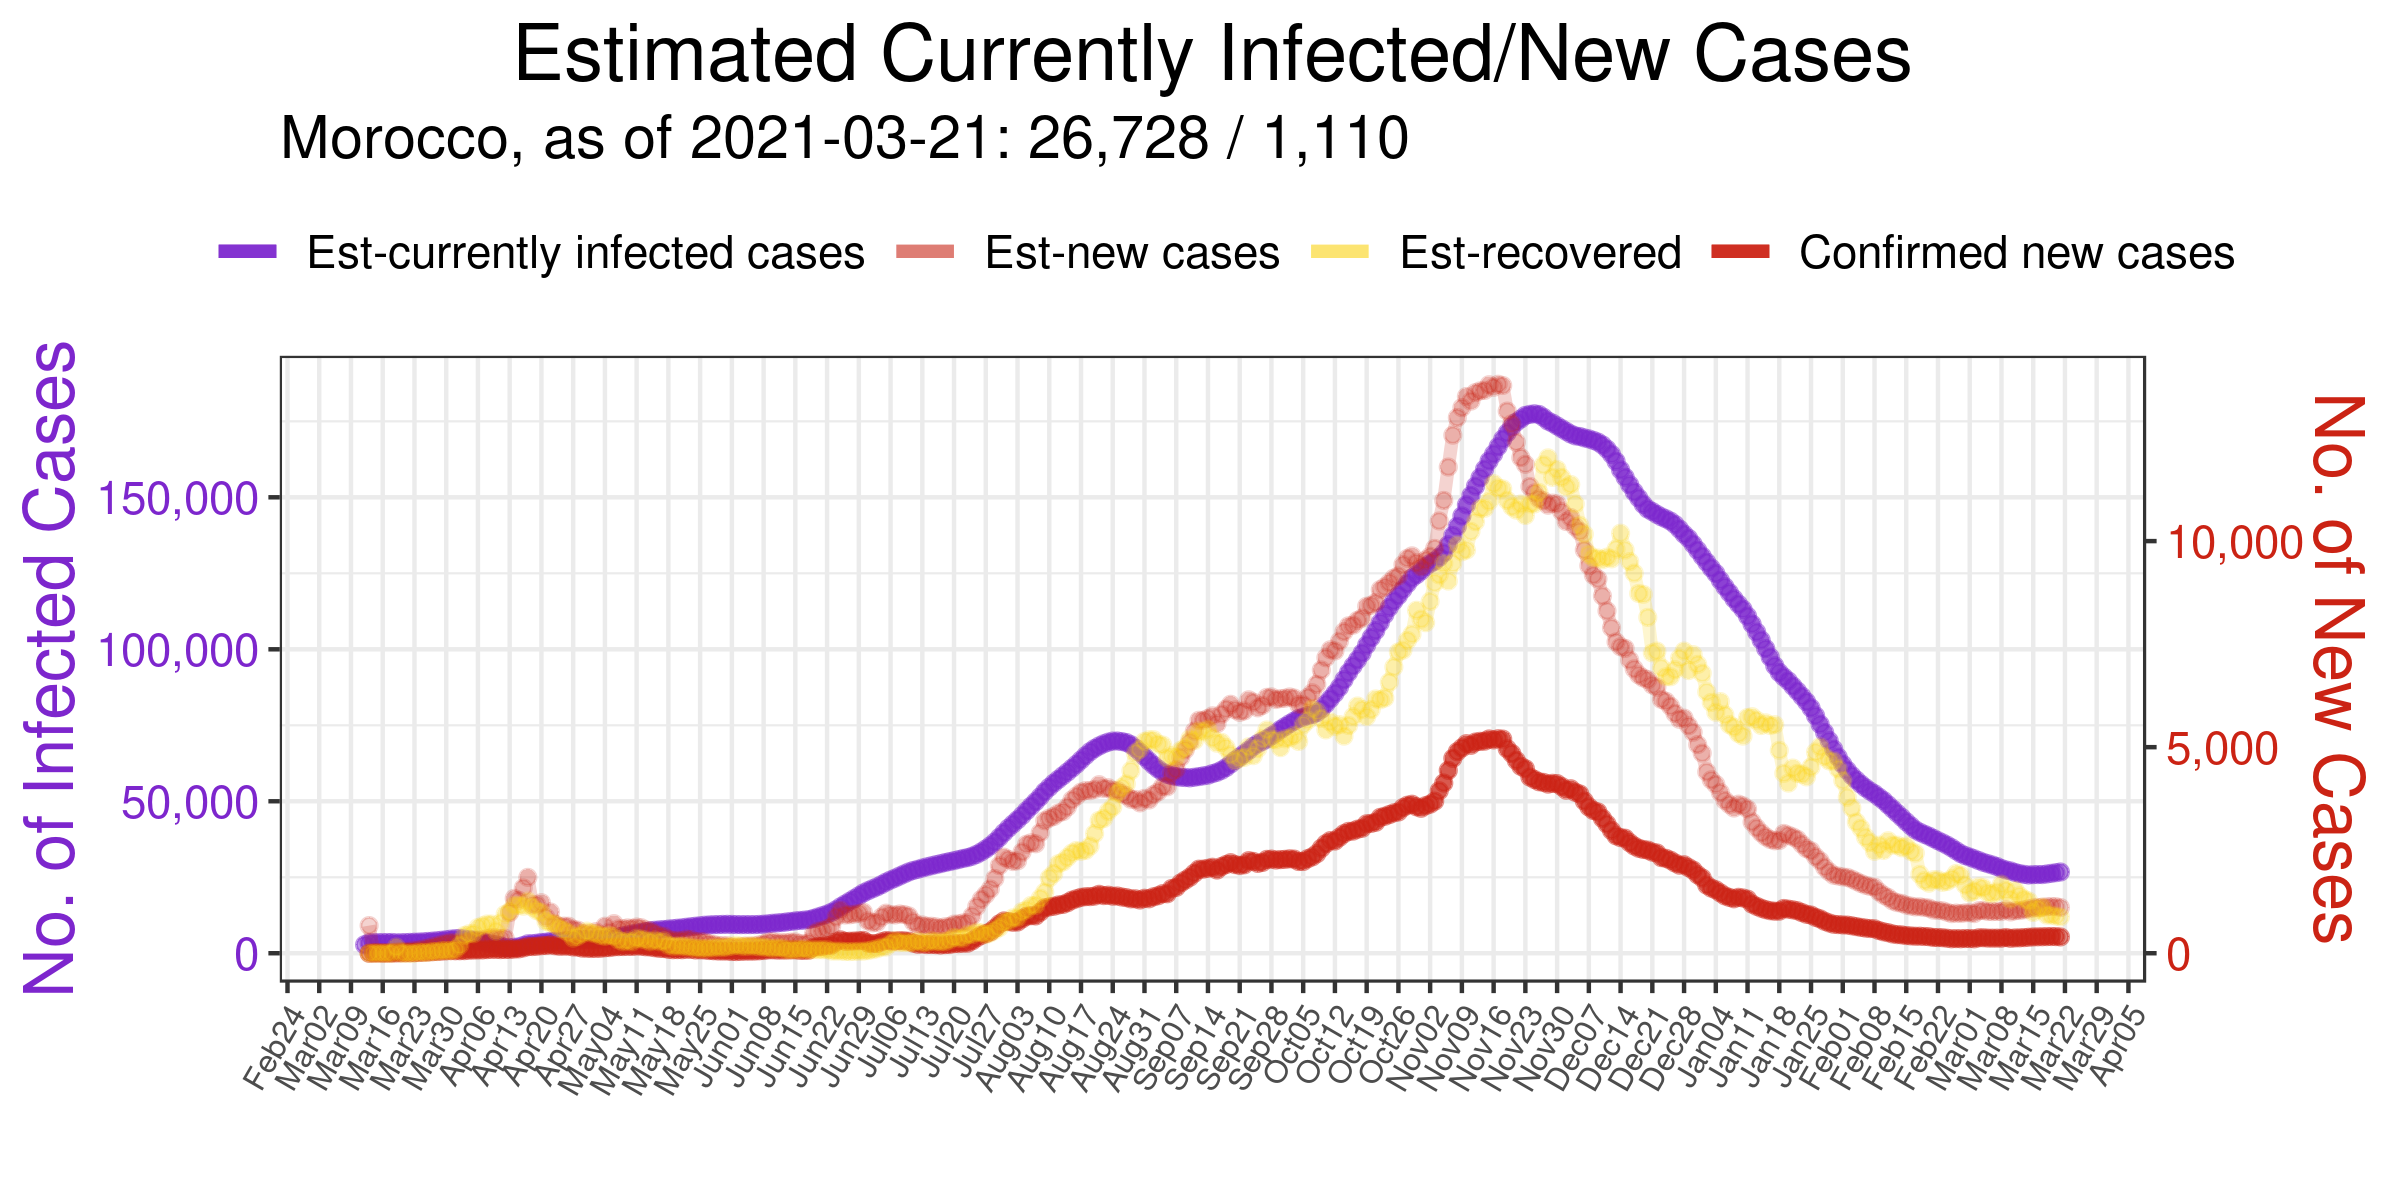 Estimated Currently Infected/New Cases
Morocco, as of 2021-03-21: 26,728 / 1,110
Est-currently infected cases Est-new cases Est-recovered Confirmed new cases
No. of Infected Cases
150,000
100,000
50,000
0
10,000
5,000
0
No. of New Cases
Feb24
Mar02
Mar09
Mar16
Mar23
Mar30
Apr06
Apr13
Apr20
Apr27
May04
May11
May18
May25
Jun01
Jun08
Jun15
Jun22
Jun29
Jul06
Jul13
Jul20
Jul27
Aug03
Aug10
Aug17
Aug24
Aug31
Sep07
Sep14
Sep21
Sep28
Oct05
Oct12
Oct19
Oct26
Nov02
Nov09
Nov16
Nov23
Nov30
Dec07
Dec14
Dec21
Dec28
Jan04
Jan11
Jan18
Jan25
Feb01
Feb08
Feb15
Feb22
Mar01
Mar08
Mar15
Mar22
Mar29
Apr05